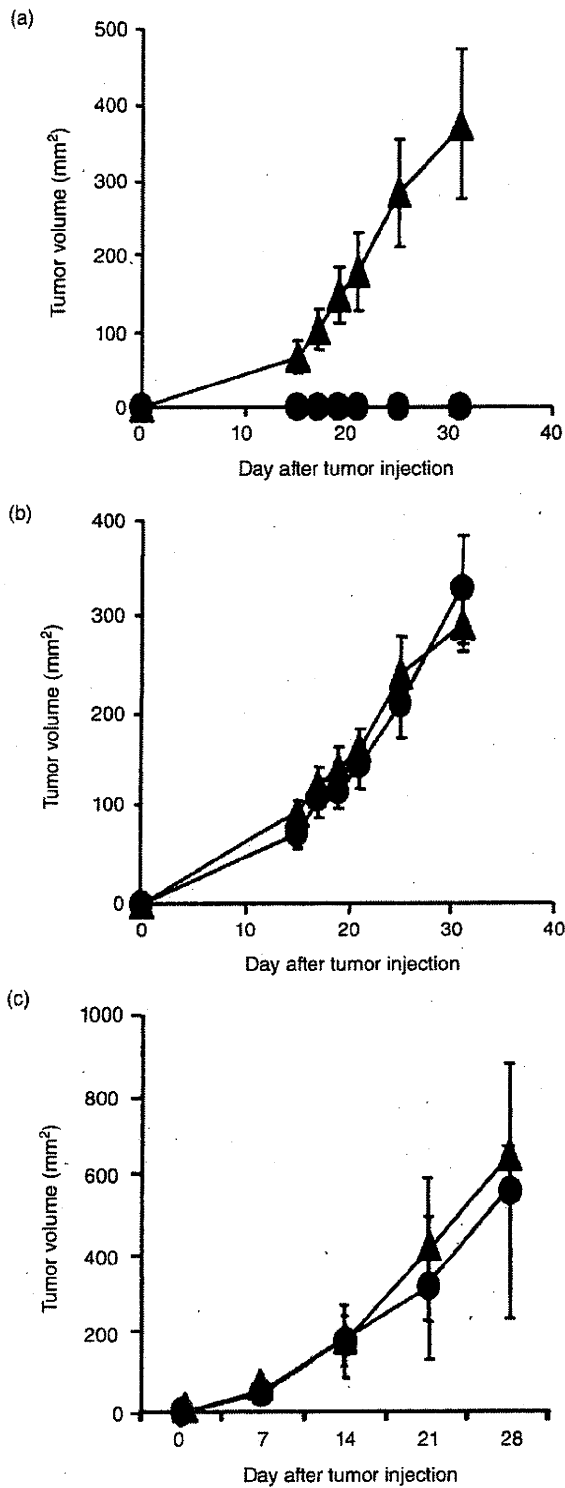 (a)
Tumor volume (mm²)
500
400
300
200
100
0
0 10 20 30 40
Day after tumor injection
(b)
Tumor volume (mm²)
400
300
200
100
0
0 10 20 30 40
Day after tumor injection
(c)
Tumor volume (mm²)
1000
800
600
400
200
0
0 7 14 21 28
Day after tumor injection